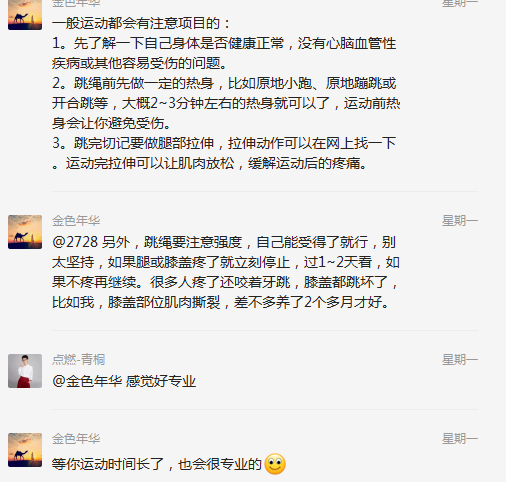 金色年华
星期一
一般运动都会有注意项目的：
1。先了解一下自己身体是否健康正常，没有心脑血管性
疾病或其他容易受伤的问题。
2。跳绳前先做一定的热身，比如原地小跑、原地蹦跳或
开合跳等，大概2~3分钟左右的热身就可以了，运动前热
身会让你避免受伤。
3。跳完切记要做腿部拉伸，拉伸动作可以在网上找一下
。运动完拉伸可以让肌肉放松，缓解运动后的疼痛。
金色年华
星期一
@2728 另外，跳绳要注意强度，自己能受得了就行，别
太坚持，如果腿或膝盖疼了就立刻停止，过1~2天看，如
果不疼再继续。很多人疼了还咬着牙跳，膝盖都跳坏了，
比如我，膝盖部位肌肉撕裂，差不多养了2个多月才好。
点燃-青桐
星期一
@金色年华 感觉好专业
金色年华
星期一
等你运动时间长了，也会很专业的